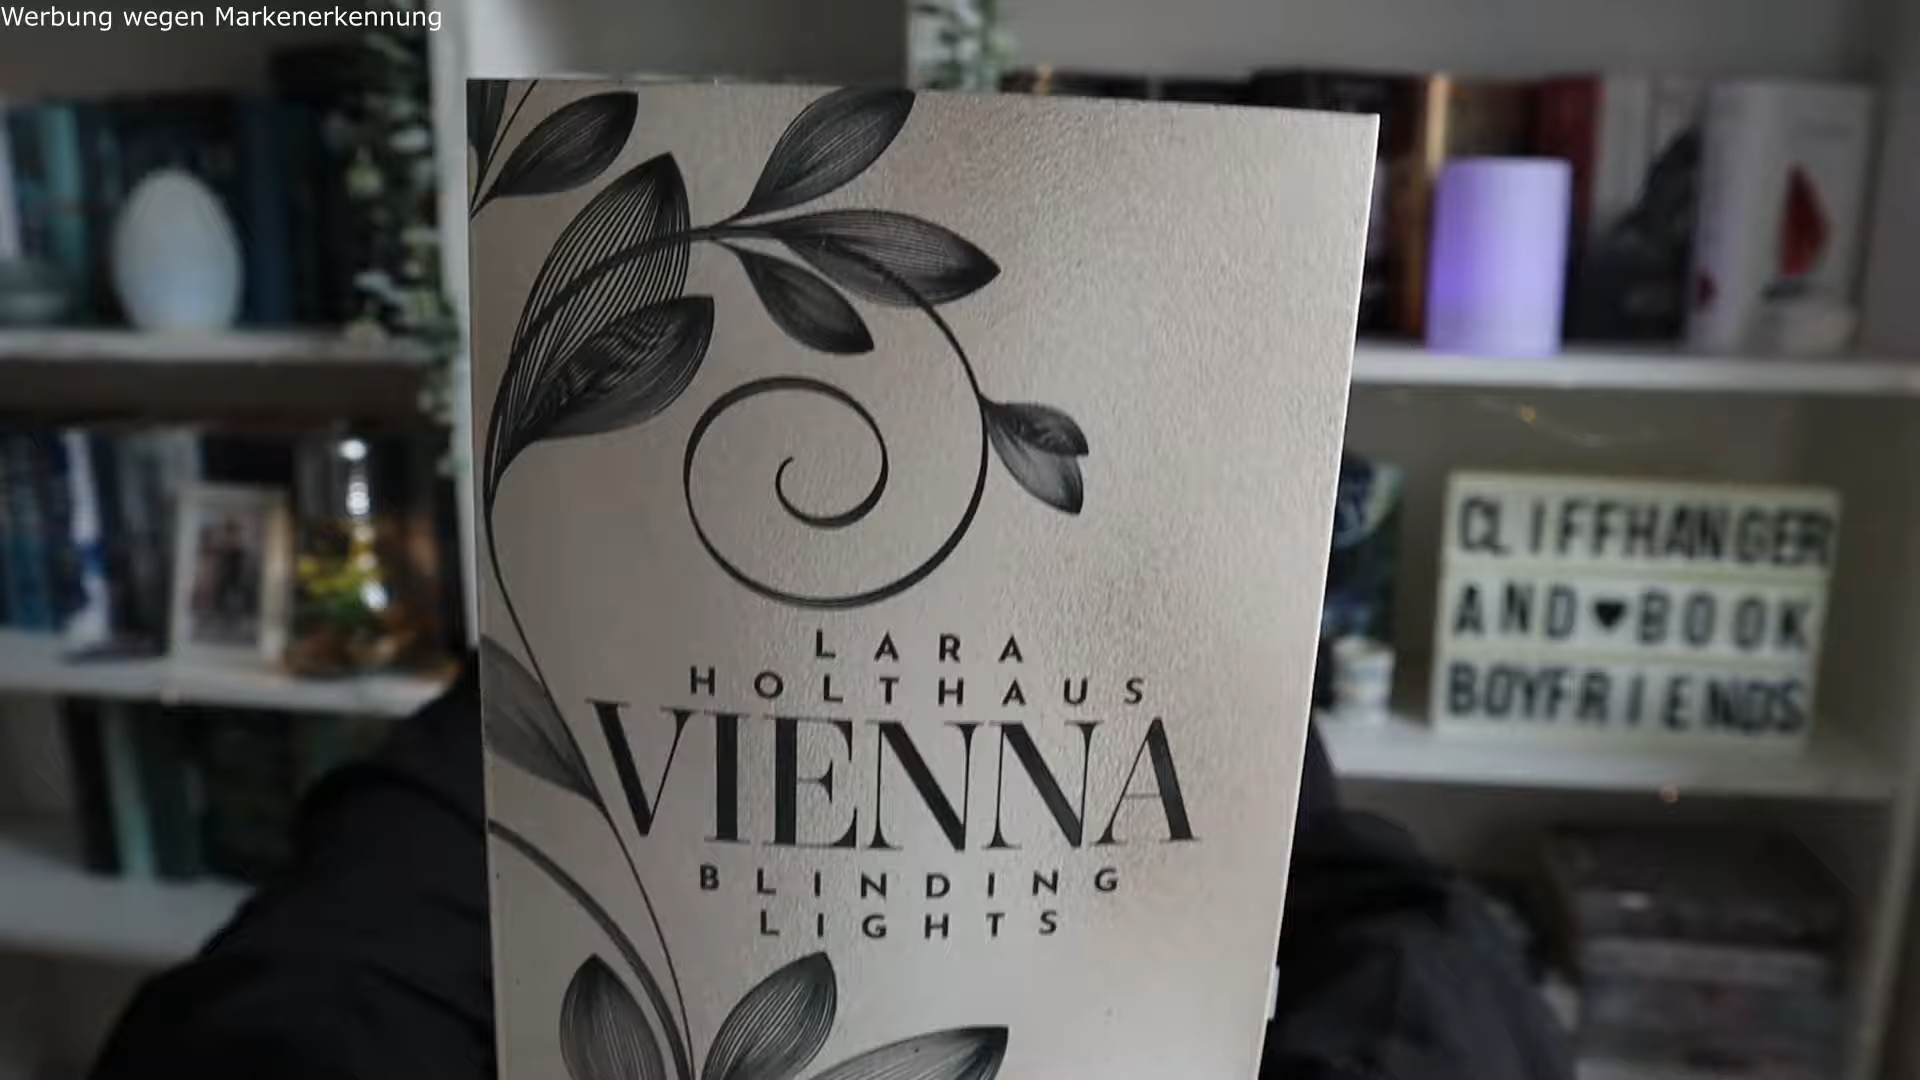 Werbung wegen Markenerkennung
LARA
HOLTHAUS
VIENNA
BLINDING
LIGHTS
CLIFFHANGER
AND♥BOOK
BOYFRIENDS